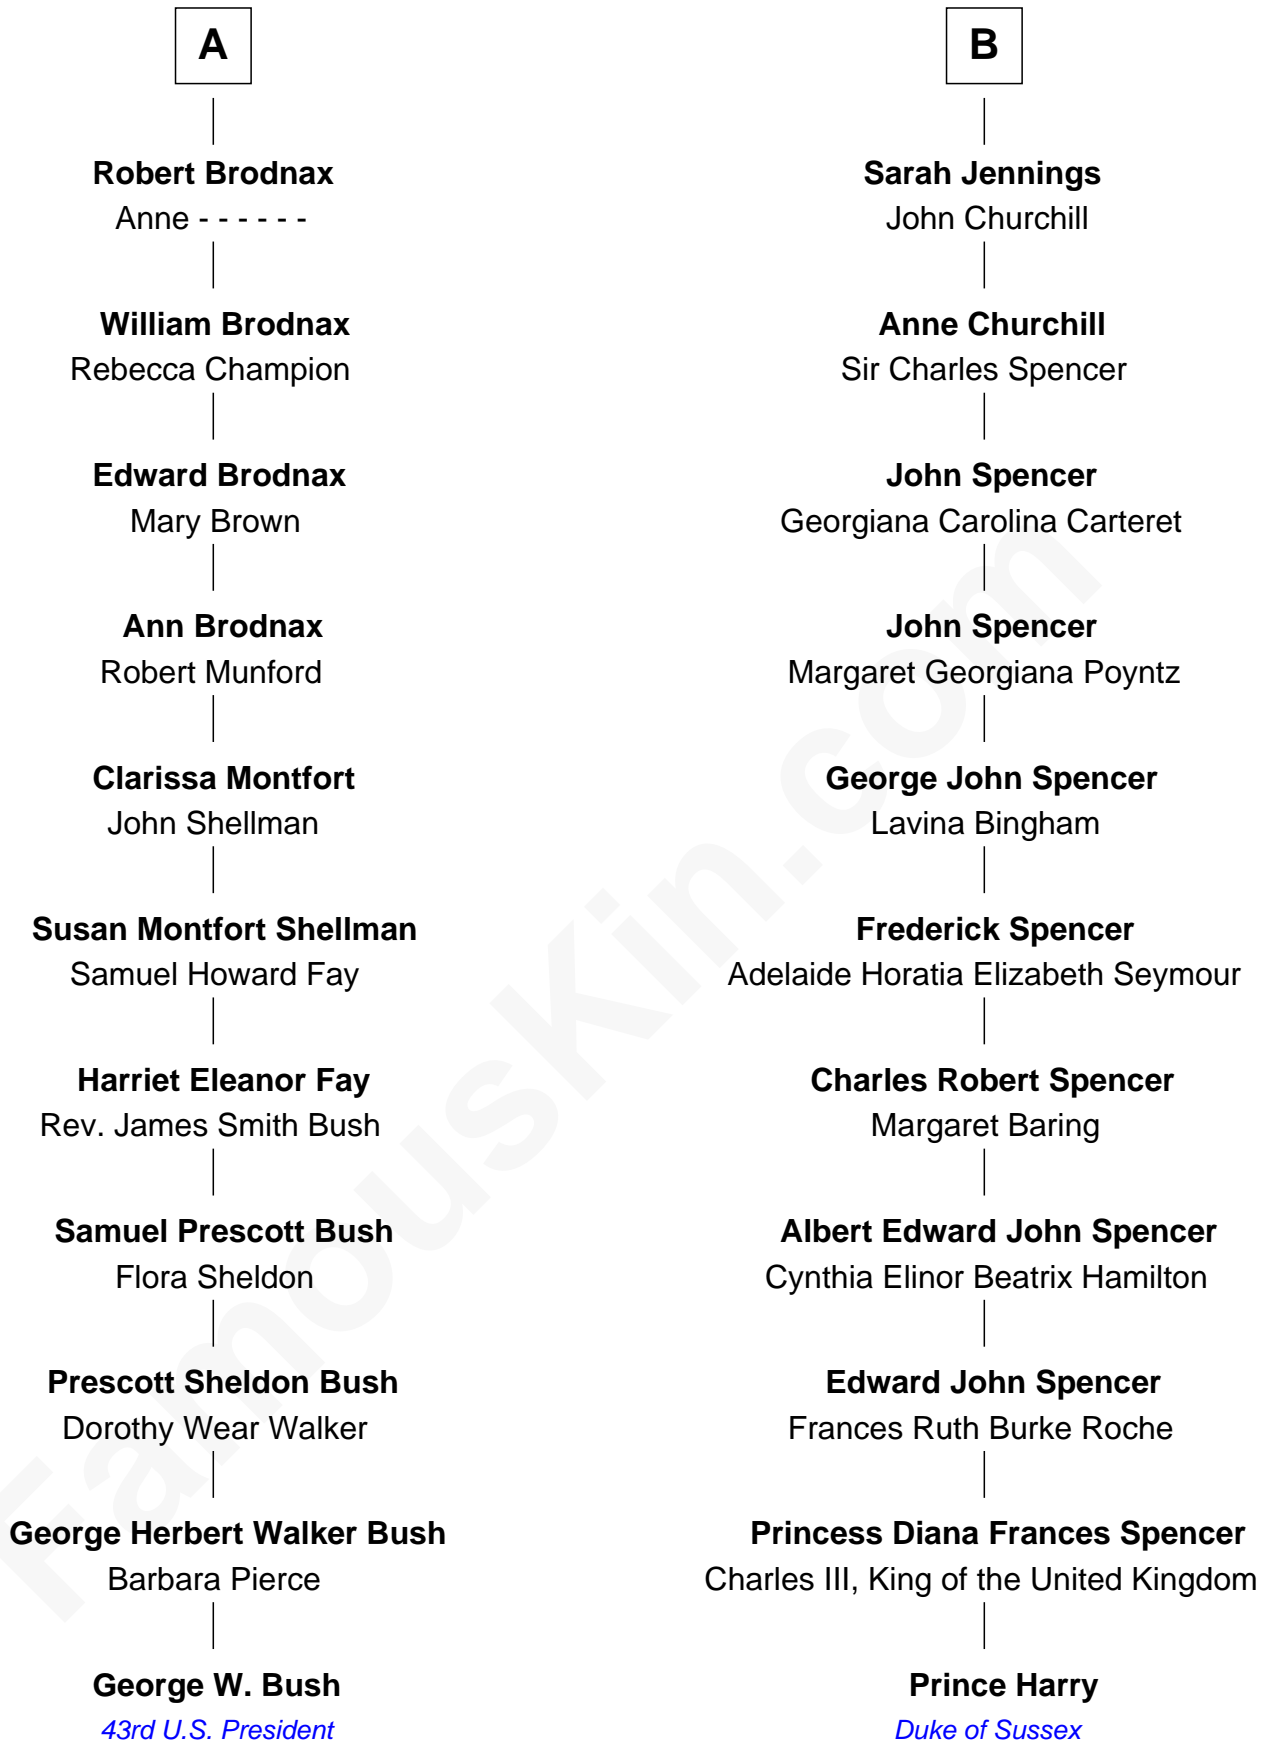 A
Robert Brodnax
Anne - - - - - -
William Brodnax
Rebecca Champion
Edward Brodnax
Mary Brown
Ann Brodnax
Robert Munford
Clarissa Montfort
John Shellman
Susan Montfort Shellman
Samuel Howard Fay
Harriet Eleanor Fay
Rev. James Smith Bush
Samuel Prescott Bush
Flora Sheldon
Prescott Sheldon Bush
Dorothy Wear Walker
George Herbert Walker Bush
Barbara Pierce
George W. Bush
43rd U.S. President
B
Sarah Jennings
John Churchill
Anne Churchill
Sir Charles Spencer
John Spencer
Georgiana Carolina Carteret
John Spencer
Margaret Georgiana Poyntz
George John Spencer
Lavina Bingham
Frederick Spencer
Adelaide Horatia Elizabeth Seymour
Charles Robert Spencer
Margaret Baring
Albert Edward John Spencer
Cynthia Elinor Beatrix Hamilton
Edward John Spencer
Frances Ruth Burke Roche
Princess Diana Frances Spencer
Charles III, King of the United Kingdom
Prince Harry
Duke of Sussex
FamousKin.com